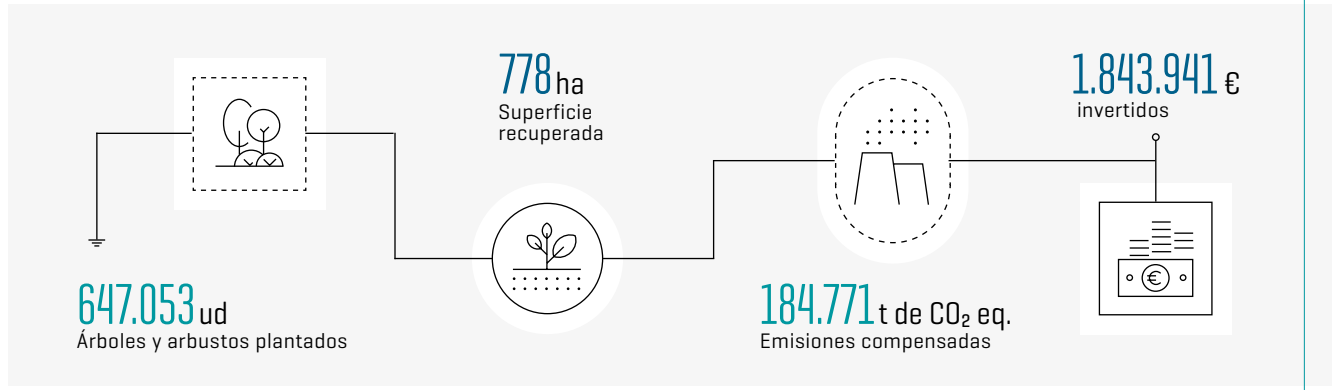 647.053 ud
Árboles y arbustos plantados
778 ha
Superficie
recuperada
184.771 t de CO₂ eq.
Emisiones compensadas
1.843.941 €
invertidos
€